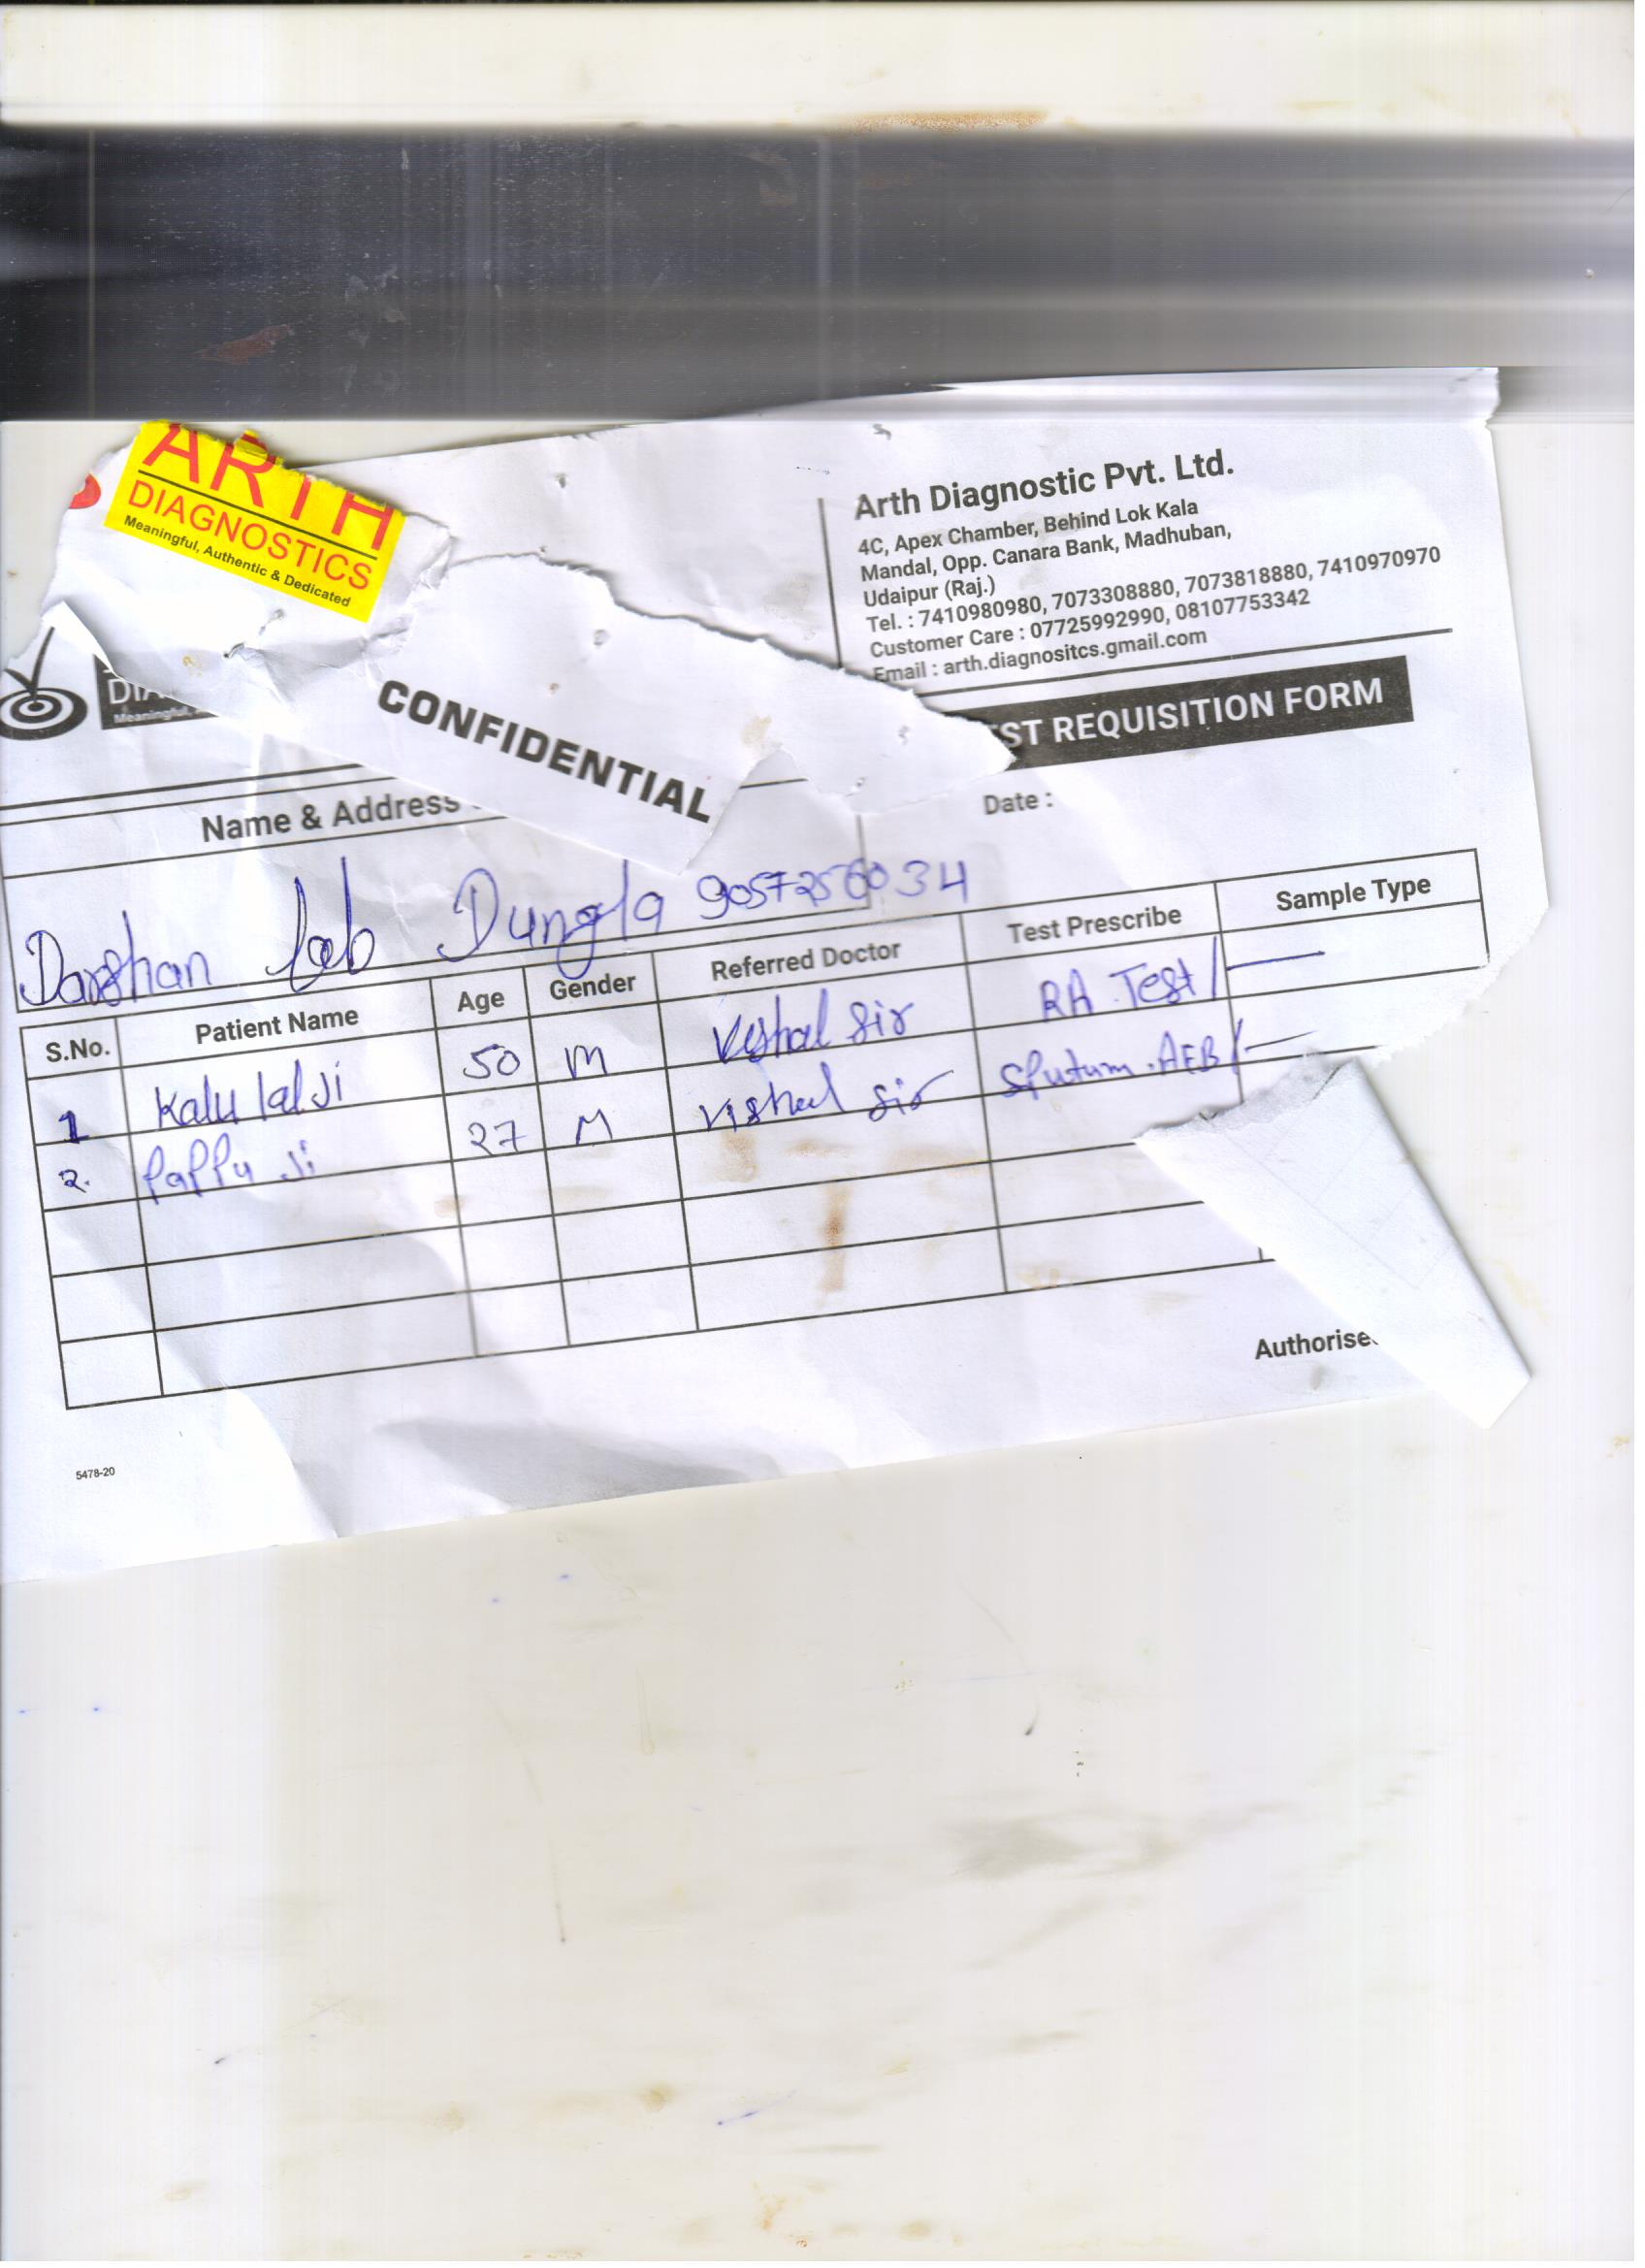 ARTH
DIAGNOSTICS
Meaningful, Authentic & Dedicated
Arth Diagnostic Pvt. Ltd.
4C, Apex Chamber, Behind Lok Kala
Mandal, Opp. Canara Bank, Madhuban,
Udaipur (Raj.)
Tel. : 7410980980, 7073308880, 7073818880, 7410970970
Customer Care : 07725992990, 08107753342
Email : arth.diagnositcs.gmail.com
DIA
Meaningful,
CONFIDENTIAL
EST REQUISITION FORM
Name & Address
Date :
Darshan Lab Dungla 9057256034
S.No. Patient Name Age Gender Referred Doctor Test Prescribe Sample Type
1 Kalu lal Ji 50 M Vishal Sir RA Test / —
2. Pappu Ji 27 M Vishal Sir Sputum. AFB / —
Authorise
5478-20